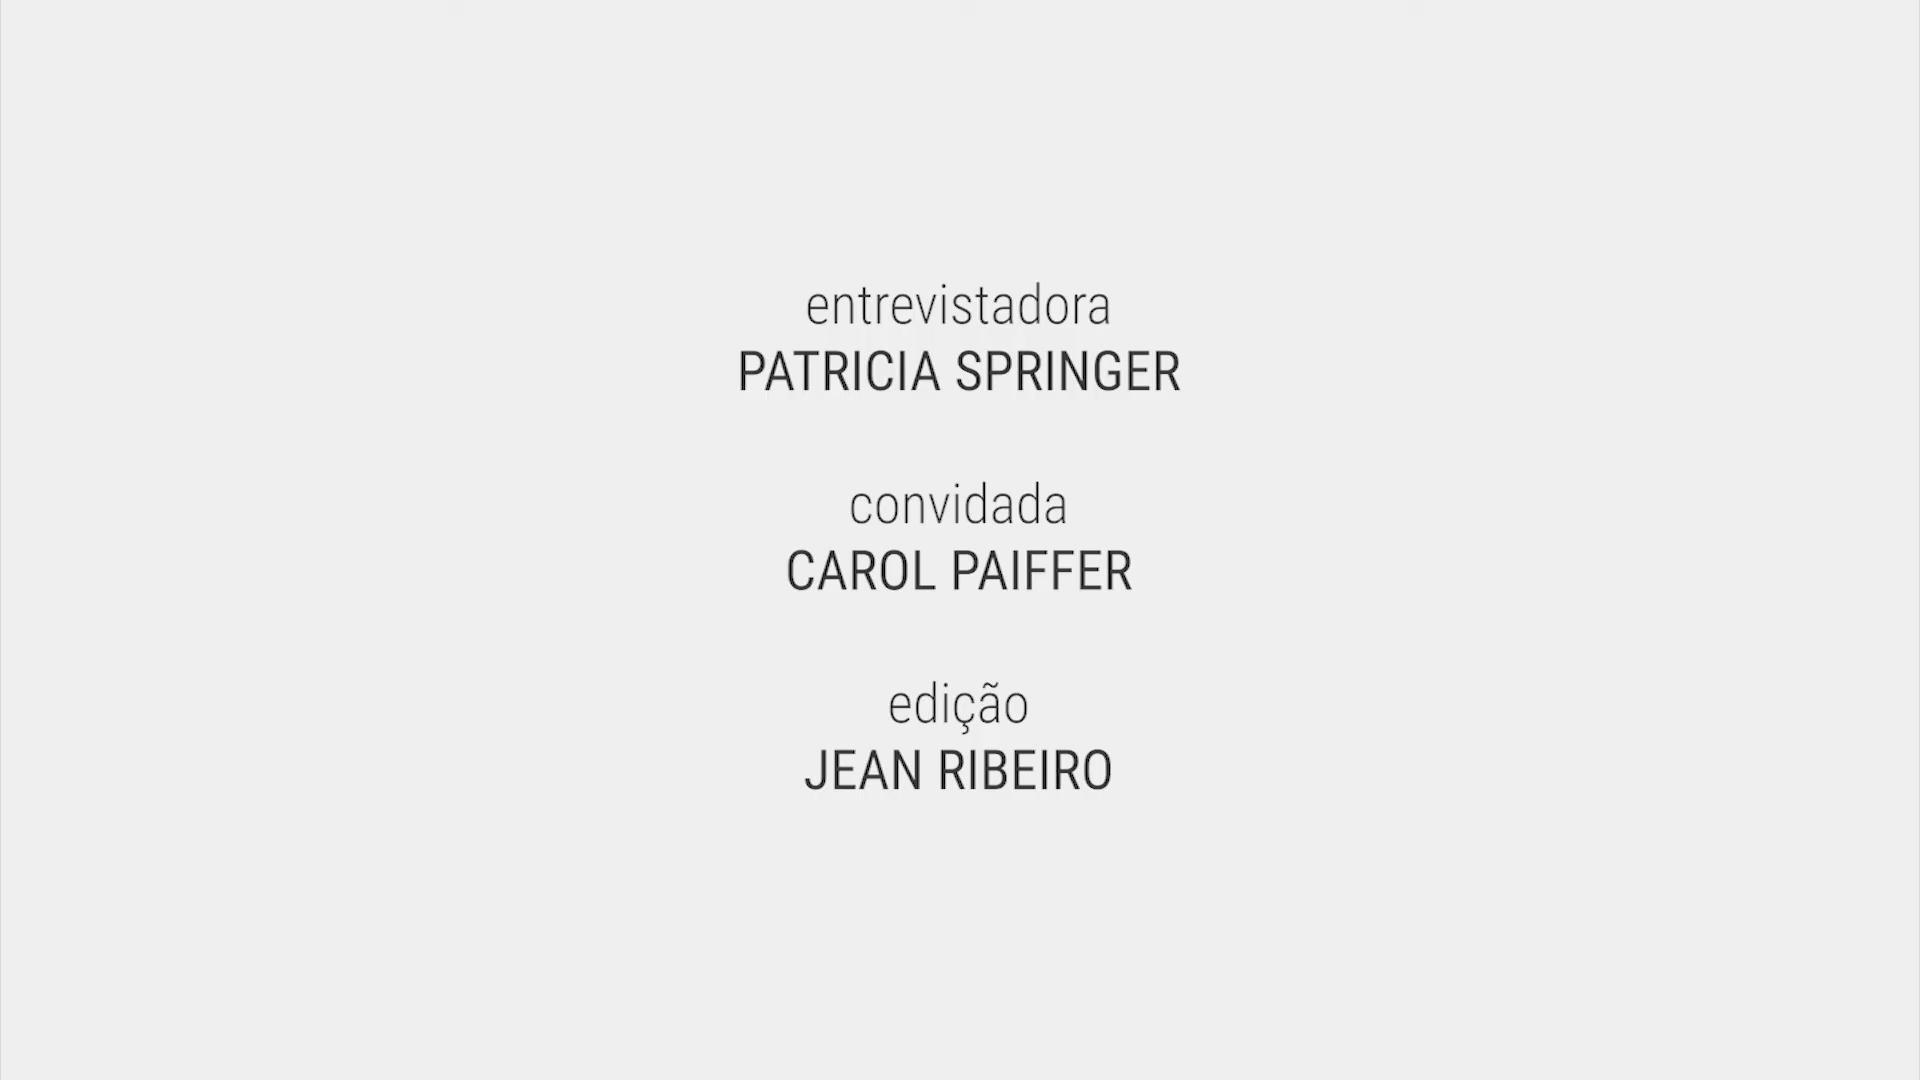 entrevistadora
PATRICIA SPRINGER
convidada
CAROL PAIFFER
edição
JEAN RIBEIRO